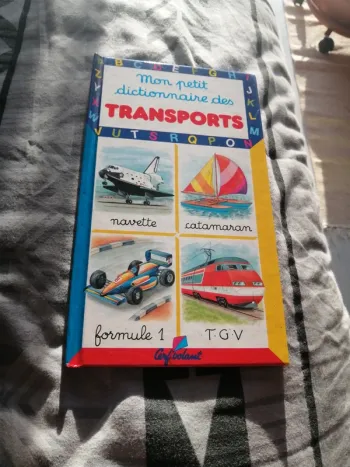 Mon petit
dictionnaire des
TRANSPORTS
navette
catamaran
formule 1
T.G.V
Cerf-volant
Z Y X W V U T S R Q P O N
J K L M